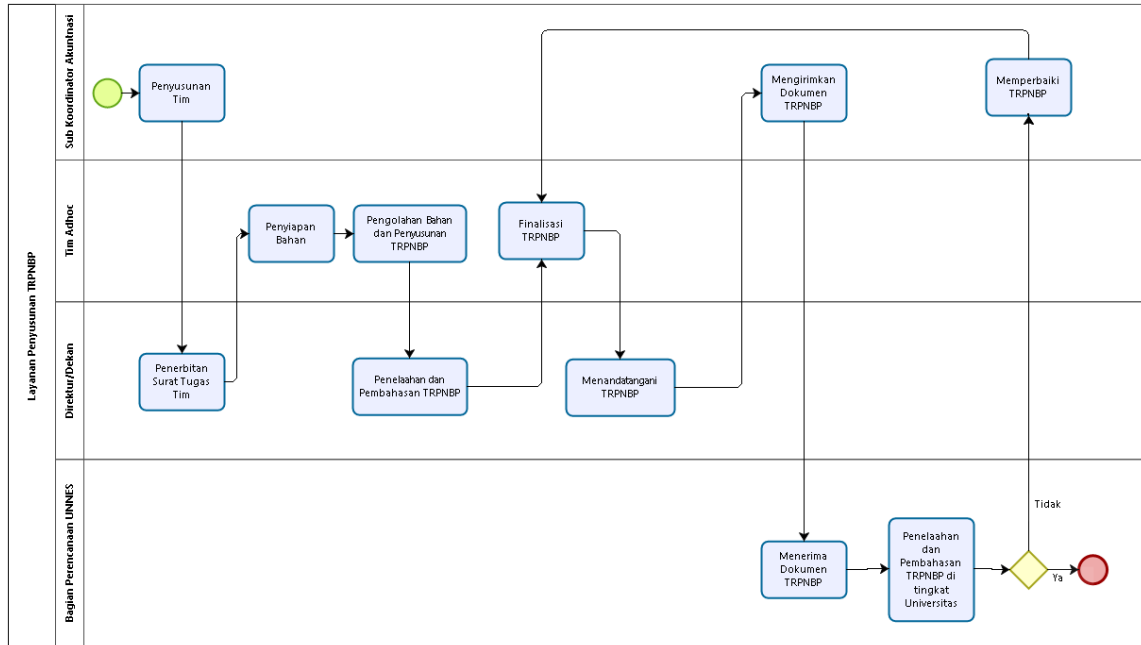 Layanan Penyusunan TRPNBP
Sub Koordinator Akuntnasi
Penyusunan
Tim
Mengirimkan
Dokumen
TRPNBP
Memperbaiki
TRPNBP
Tim Adhoc
Penyiapan
Bahan
Pengolahan Bahan
dan Penyusunan
TRPNBP
Finalisasi
TRPNBP
Direktur/Dekan
Penerbitan
Surat Tugas
Tim
Penelaahan dan
Pembahasan TRPNBP
Menandatangani
TRPNBP
Bagian Perencanaan UNNES
Menerima
Dokumen
TRPNBP
Penelaahan
dan
Pembahasan
TRPNBP di
tingkat
Universitas
Tidak
Ya